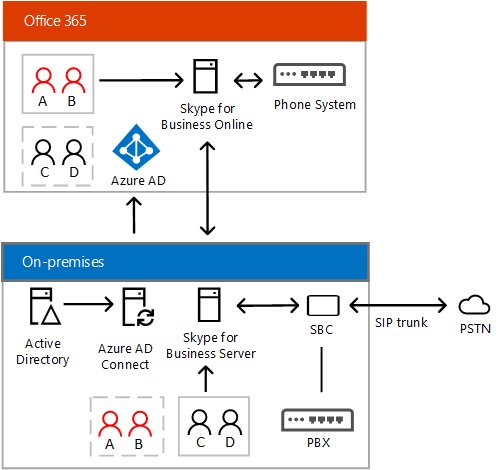 Office 365
A B
Skype for
Business Online
Phone System
C D
Azure AD
On-premises
Active
Directory
Azure AD
Connect
Skype for
Business Server
SBC
SIP trunk
PSTN
A B
C D
PBX